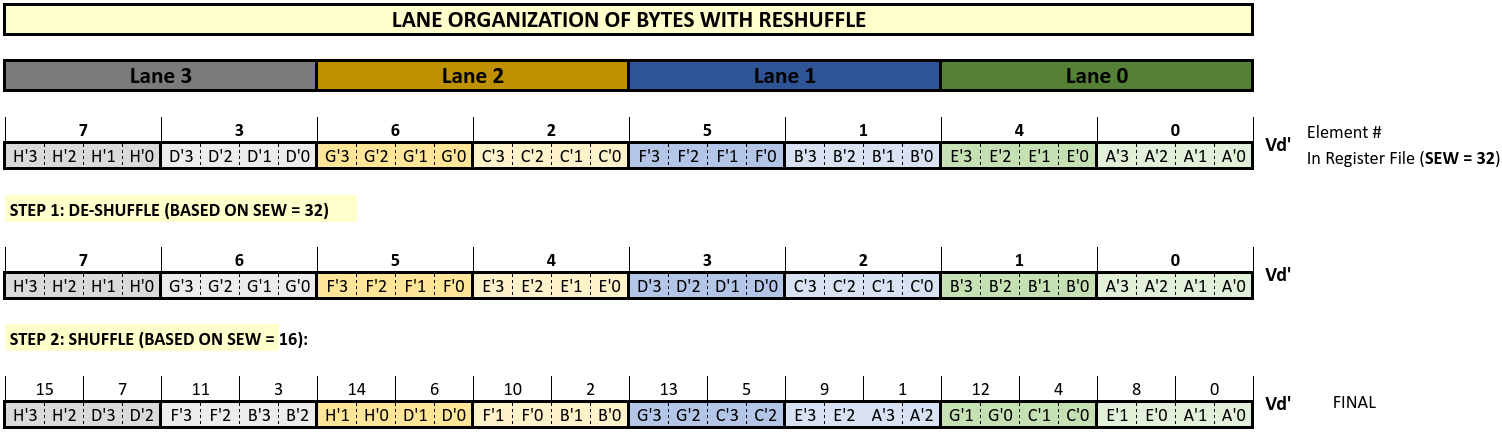 LANE ORGANIZATION OF BYTES WITH RESHUFFLE
Lane 3 Lane 2 Lane 1 Lane 0
7 3 6 2 5 1 4 0
H'3 H'2 H'1 H'0 D'3 D'2 D'1 D'0 G'3 G'2 G'1 G'0 C'3 C'2 C'1 C'0 F'3 F'2 F'1 F'0 B'3 B'2 B'1 B'0 E'3 E'2 E'1 E'0 A'3 A'2 A'1 A'0
Vd'
Element #
In Register File (SEW = 32)
STEP 1: DE-SHUFFLE (BASED ON SEW = 32)
7 6 5 4 3 2 1 0
H'3 H'2 H'1 H'0 G'3 G'2 G'1 G'0 F'3 F'2 F'1 F'0 E'3 E'2 E'1 E'0 D'3 D'2 D'1 D'0 C'3 C'2 C'1 C'0 B'3 B'2 B'1 B'0 A'3 A'2 A'1 A'0
Vd'
STEP 2: SHUFFLE (BASED ON SEW = 16):
15 7 11 3 14 6 10 2 13 5 9 1 12 4 8 0
H'3 H'2 D'3 D'2 F'3 F'2 B'3 B'2 H'1 H'0 D'1 D'0 F'1 F'0 B'1 B'0 G'3 G'2 C'3 C'2 E'3 E'2 A'3 A'2 G'1 G'0 C'1 C'0 E'1 E'0 A'1 A'0
Vd'
FINAL